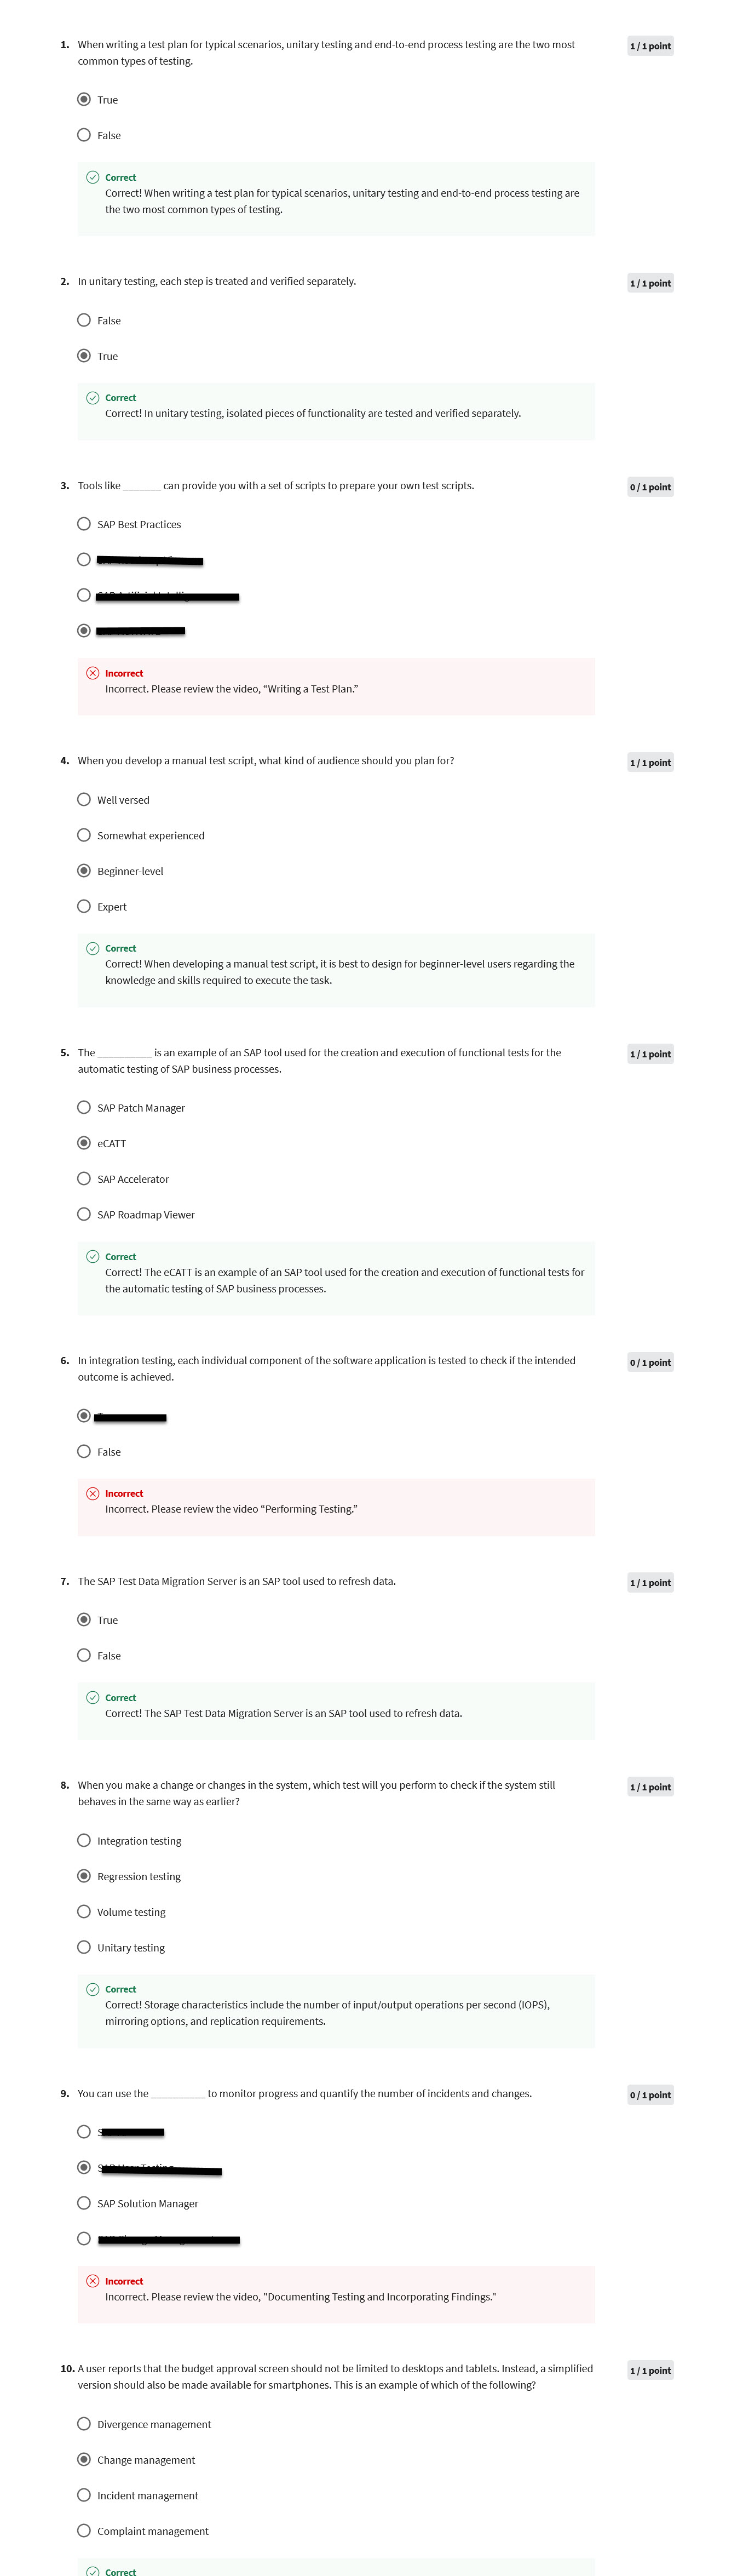 1. When writing a test plan for typical scenarios, unitary testing and end-to-end process testing are the two most
common types of testing.
1 / 1 point
True
False
Correct
Correct! When writing a test plan for typical scenarios, unitary testing and end-to-end process testing are
the two most common types of testing.
2. In unitary testing, each step is treated and verified separately.
1 / 1 point
False
True
Correct
Correct! In unitary testing, isolated pieces of functionality are tested and verified separately.
3. Tools like _______ can provide you with a set of scripts to prepare your own test scripts.
0 / 1 point
SAP Best Practices
Incorrect
Incorrect. Please review the video, “Writing a Test Plan.”
4. When you develop a manual test script, what kind of audience should you plan for?
1 / 1 point
Well versed
Somewhat experienced
Beginner-level
Expert
Correct
Correct! When developing a manual test script, it is best to design for beginner-level users regarding the
knowledge and skills required to execute the task.
5. The __________ is an example of an SAP tool used for the creation and execution of functional tests for the
automatic testing of SAP business processes.
1 / 1 point
SAP Patch Manager
eCATT
SAP Accelerator
SAP Roadmap Viewer
Correct
Correct! The eCATT is an example of an SAP tool used for the creation and execution of functional tests for
the automatic testing of SAP business processes.
6. In integration testing, each individual component of the software application is tested to check if the intended
outcome is achieved.
0 / 1 point
False
Incorrect
Incorrect. Please review the video “Performing Testing.”
7. The SAP Test Data Migration Server is an SAP tool used to refresh data.
1 / 1 point
True
False
Correct
Correct! The SAP Test Data Migration Server is an SAP tool used to refresh data.
8. When you make a change or changes in the system, which test will you perform to check if the system still
behaves in the same way as earlier?
1 / 1 point
Integration testing
Regression testing
Volume testing
Unitary testing
Correct
Correct! Storage characteristics include the number of input/output operations per second (IOPS),
mirroring options, and replication requirements.
9. You can use the __________ to monitor progress and quantify the number of incidents and changes.
0 / 1 point
SAP Solution Manager
Incorrect
Incorrect. Please review the video, "Documenting Testing and Incorporating Findings."
10. A user reports that the budget approval screen should not be limited to desktops and tablets. Instead, a simplified
version should also be made available for smartphones. This is an example of which of the following?
1 / 1 point
Divergence management
Change management
Incident management
Complaint management
Correct